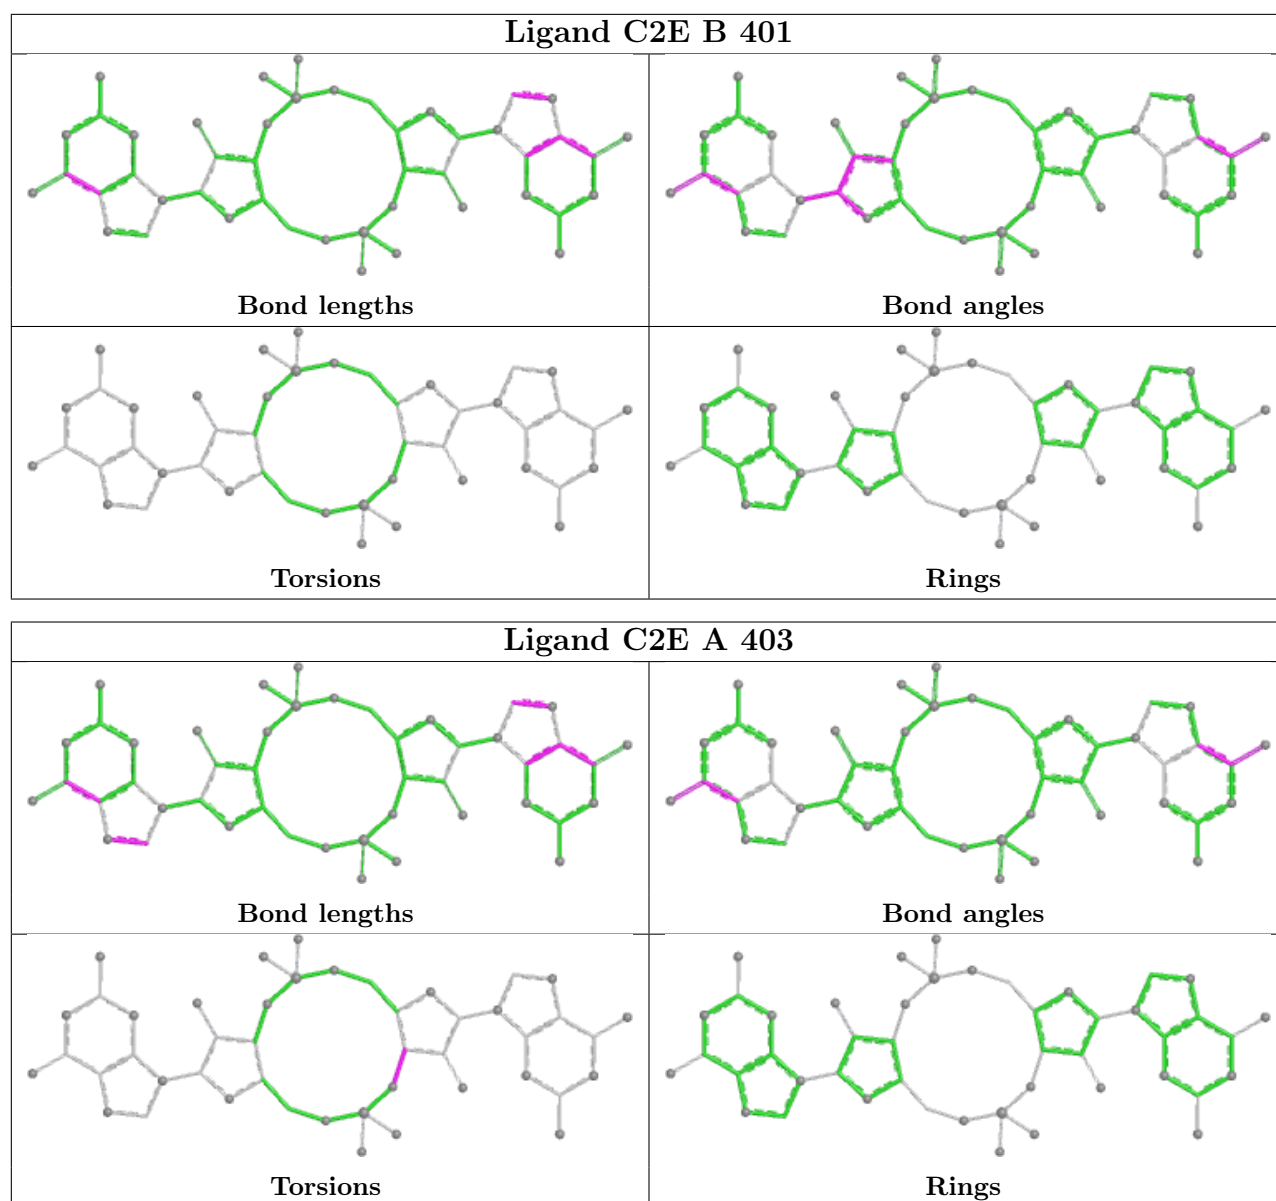 Ligand C2E B 401
Bond lengths
Bond angles
Torsions
Rings
Ligand C2E A 403
Bond lengths
Bond angles
Torsions
Rings